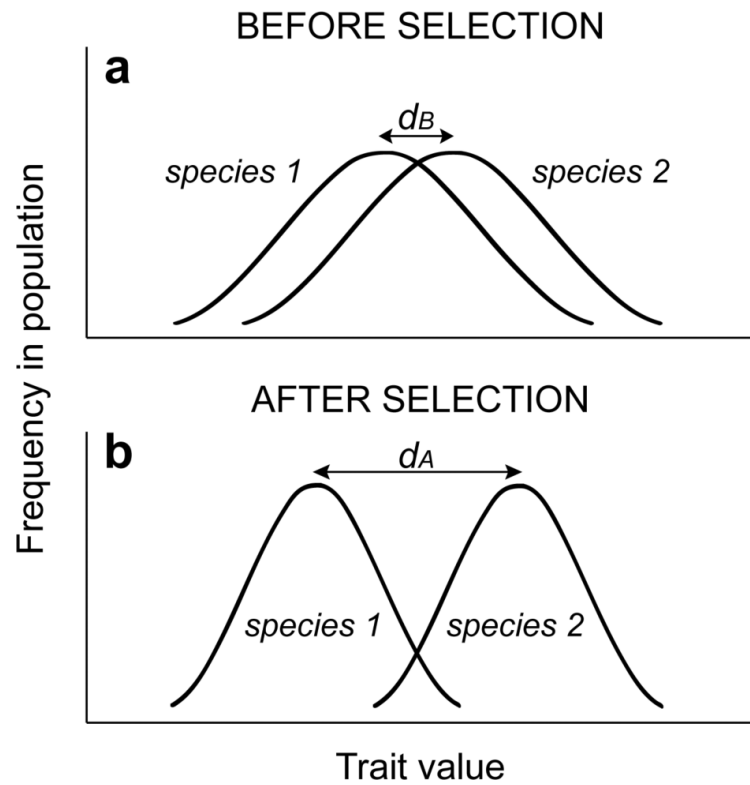 BEFORE SELECTION
a
dB
species 1
species 2
Frequency in population
AFTER SELECTION
b
dA
species 1
species 2
Trait value